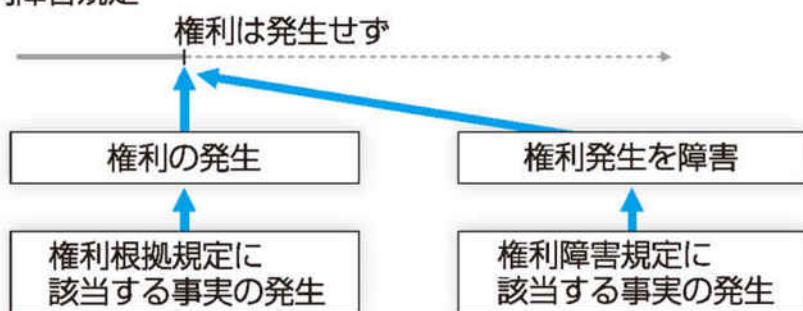 権利は発生せず
権利の発生
権利発生を障害
権利根拠規定に
該当する事実の発生
権利障害規定に
該当する事実の発生